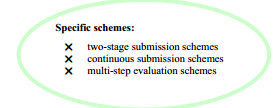 Specific schemes:
✕ two-stage submission schemes
✕ continuous submission schemes
✕ multi-step evaluation schemes